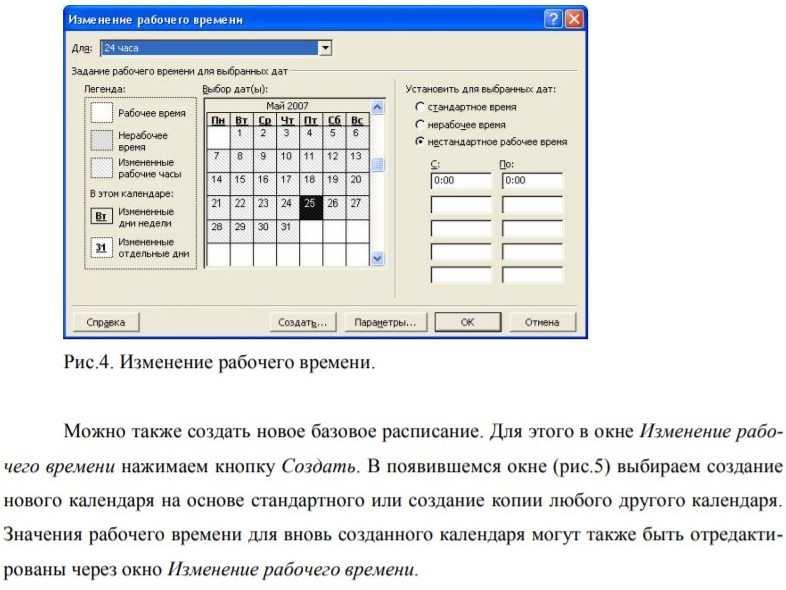 Изменение рабочего времени
Для: 24 часа
Задание рабочего времени для выбранных дат
Легенда:
Выбор дат(ы):
Установить для выбранных дат:
Рабочее время
Нерабочее
время
Измененные
рабочие часы
В этом календаре:
Вт
Измененные
дни недели
31
Измененные
отдельные дни
Май 2007
Пн Вт Ср Чт Пт Сб Вс
1 2 3 4 5 6
7 8 9 10 11 12 13
14 15 16 17 18 19 20
21 22 23 24 25 26 27
28 29 30 31
стандартное время
нерабочее время
нестандартное рабочее время
С: По:
0:00 0:00
Справка Создать... Параметры... ОК Отмена
Рис.4. Изменение рабочего времени.
Можно также создать новое базовое расписание. Для этого в окне Изменение рабо-
чего времени нажимаем кнопку Создать. В появившемся окне (рис.5) выбираем создание
нового календаря на основе стандартного или создание копии любого другого календаря.
Значения рабочего времени для вновь созданного календаря могут также быть отредакти-
рованы через окно Изменение рабочего времени.